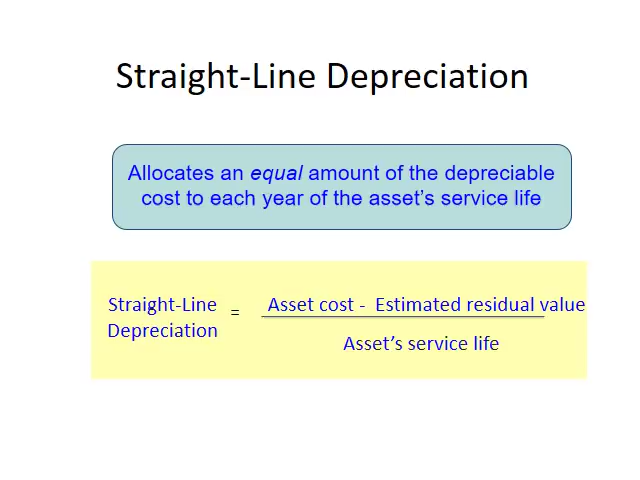 Straight-Line Depreciation
Allocates an equal amount of the depreciable
cost to each year of the asset's service life
Straight-Line
Depreciation
=
Asset cost - Estimated residual value
Asset's service life